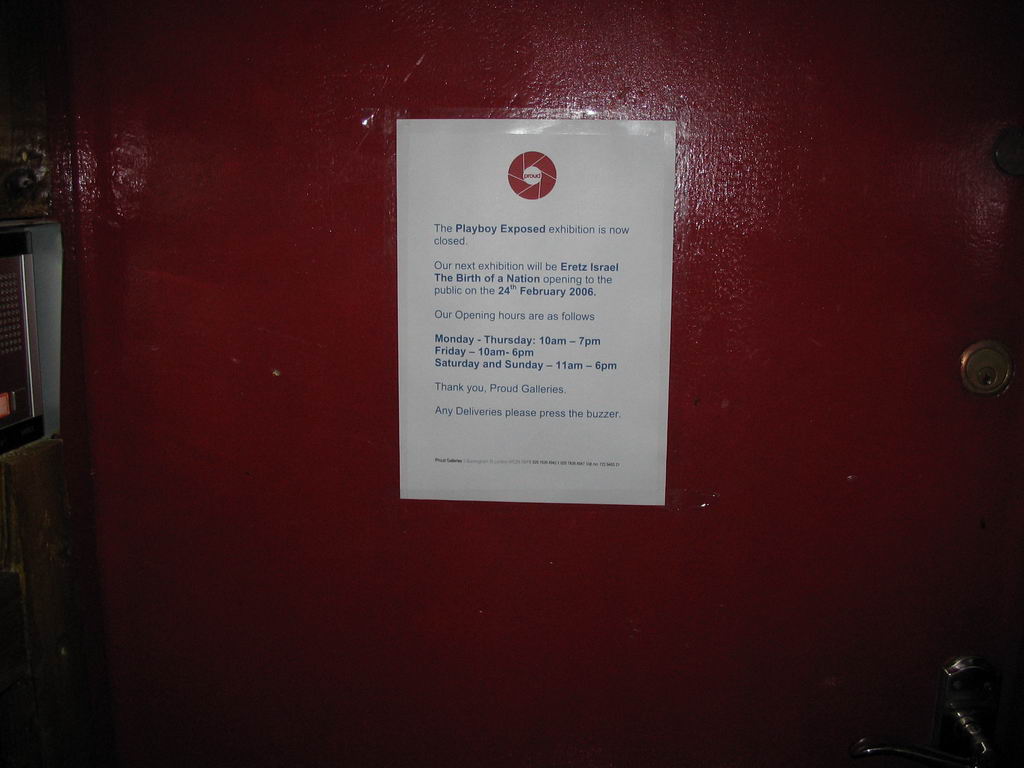 proud
The Playboy Exposed exhibition is now
closed.
Our next exhibition will be Eretz Israel
The Birth of a Nation opening to the
public on the 24th February 2006.
Our Opening hours are as follows
Monday - Thursday: 10am – 7pm
Friday – 10am- 6pm
Saturday and Sunday – 11am – 6pm
Thank you, Proud Galleries.
Any Deliveries please press the buzzer.
Proud Galleries